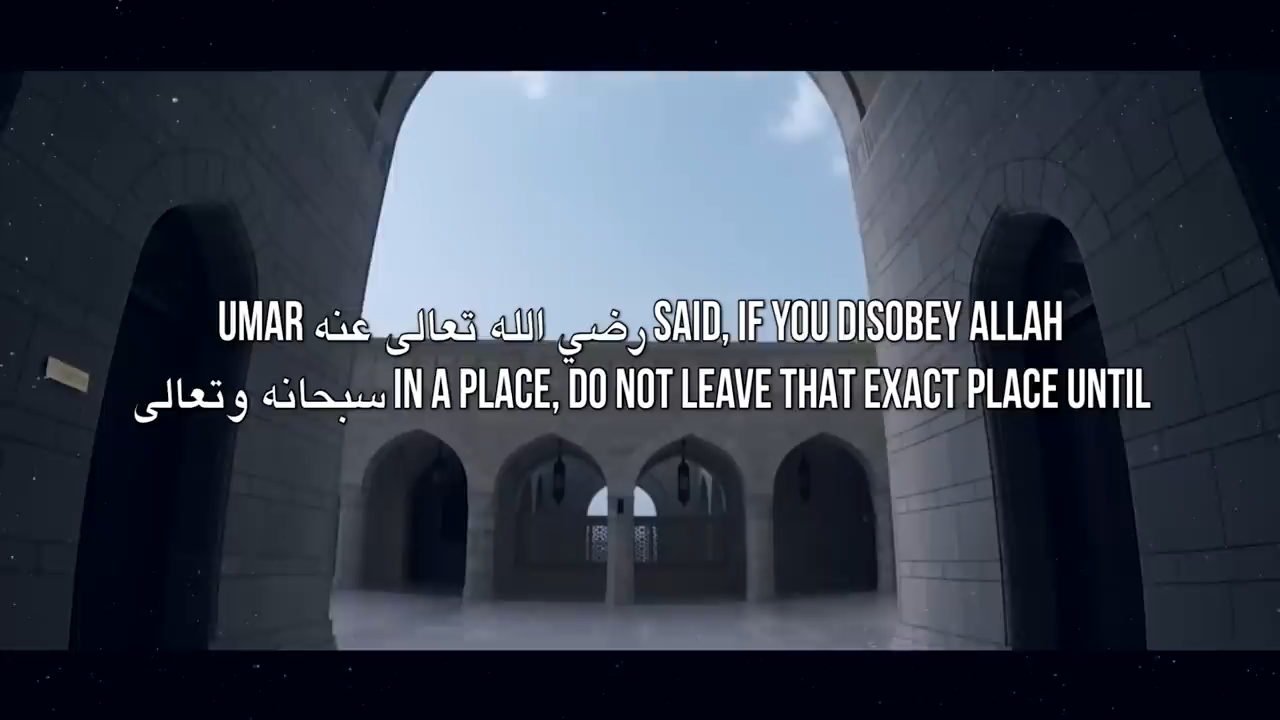 UMAR رضي الله تعالى عنه SAID, IF YOU DISOBEY ALLAH
سبحانه وتعالى IN A PLACE, DO NOT LEAVE THAT EXACT PLACE UNTIL